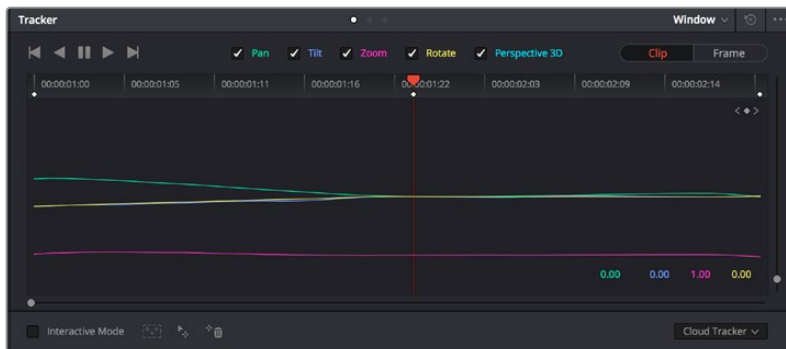 Tracker Window
Pan Tilt Zoom Rotate Perspective 3D Clip Frame
00:00:01:00 00:00:01:05 00:00:01:11 00:00:01:16 00:00:01:22 00:00:02:03 00:00:02:09 00:00:02:14
0.00 0.00 1.00 0.00
Interactive Mode Cloud Tracker